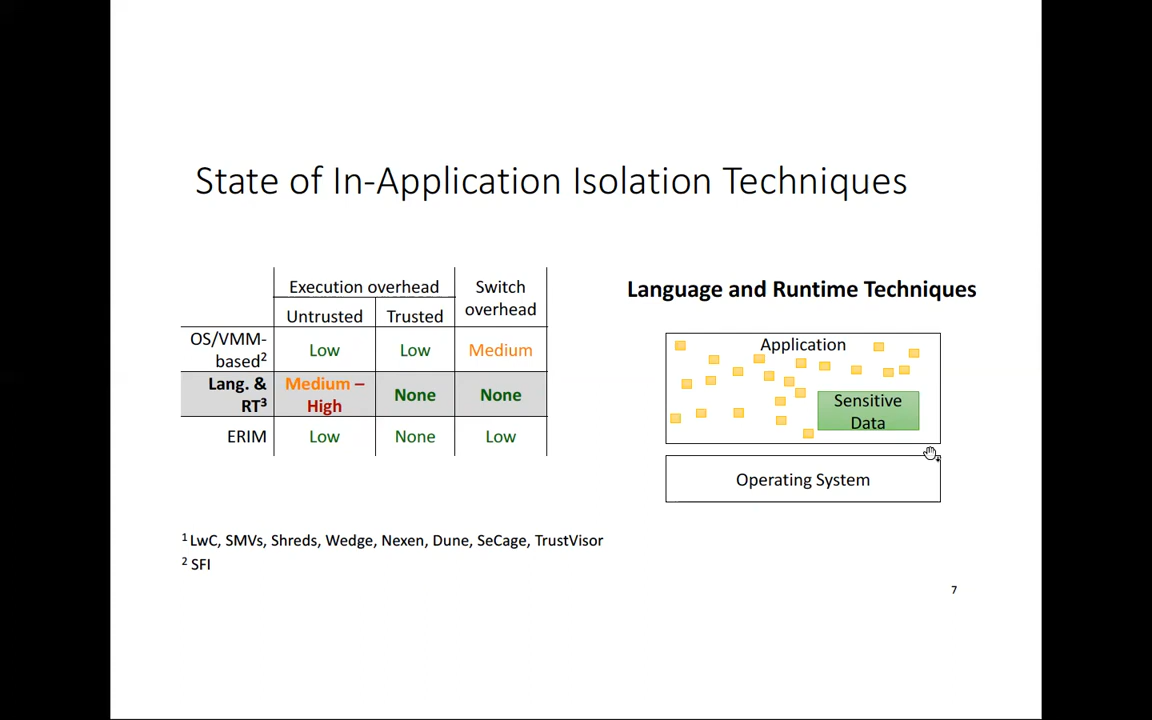 State of In-Application Isolation Techniques
Execution overhead
Switch overhead
Untrusted
Trusted
OS/VMM-
based²
Low
Low
Medium
Lang. &
RT³
Medium –
High
None
None
ERIM
Low
None
Low
Language and Runtime Techniques
Application
Sensitive
Data
Operating System
¹ LwC, SMVs, Shreds, Wedge, Nexen, Dune, SeCage, TrustVisor
² SFI
7